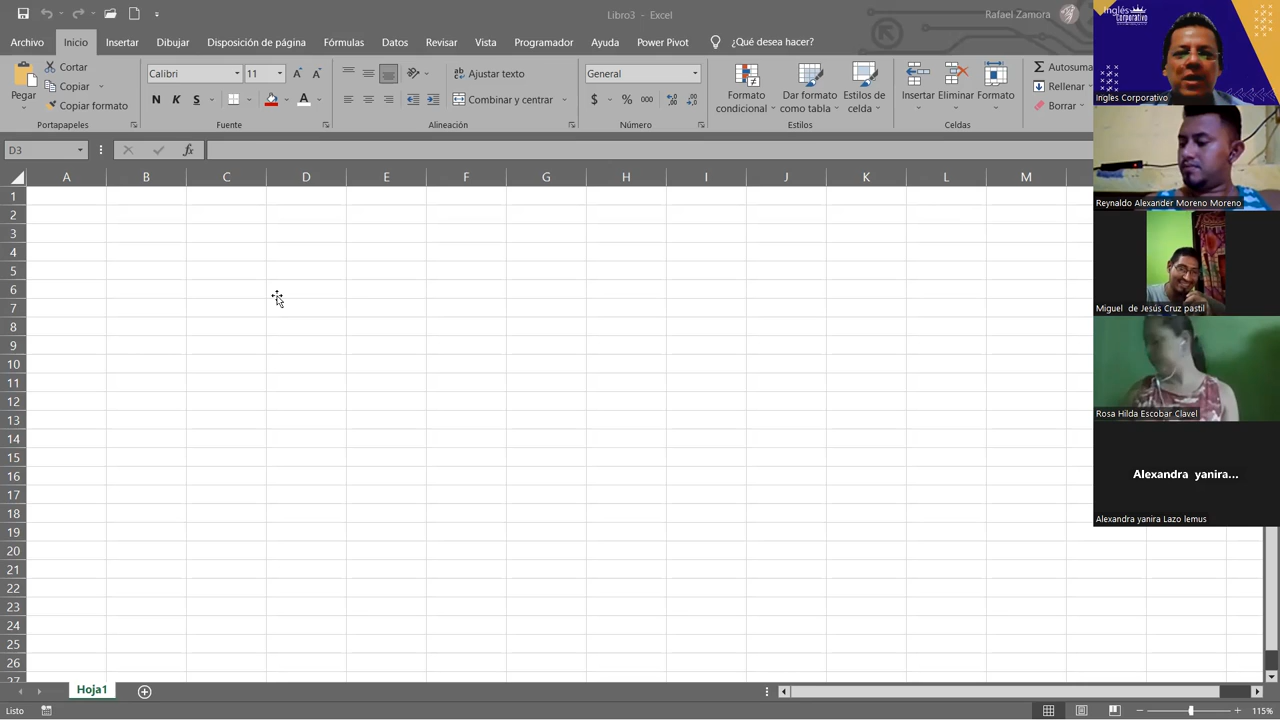 Libro3 - Excel
Rafael Zamora
Archivo Inicio Insertar Dibujar Disposición de página Fórmulas Datos Revisar Vista Programador Ayuda Power Pivot ¿Qué desea hacer?
Pegar
Cortar
Copiar
Copiar formato
Portapapeles
Calibri 11
N K S
Fuente
Ajustar texto
Combinar y centrar
Alineación
General
$ % 000
Número
Formato condicional
Dar formato como tabla
Estilos de celda
Estilos
Insertar Eliminar Formato
Celdas
Autosuma
Rellenar
Borrar
D3
fx
A B C D E F G H I J K L M
1
2
3
4
5
6
7
8
9
10
11
12
13
14
15
16
17
18
19
20
21
22
23
24
25
26
27
Hoja1
Listo
115%
Inglés
Corporativo
Ingles Corporativo
Reynaldo Alexander Moreno Moreno
Miguel de Jesús Cruz pastil
Rosa Hilda Escobar Clavel
Alexandra yanira...
Alexandra yanira Lazo lemus